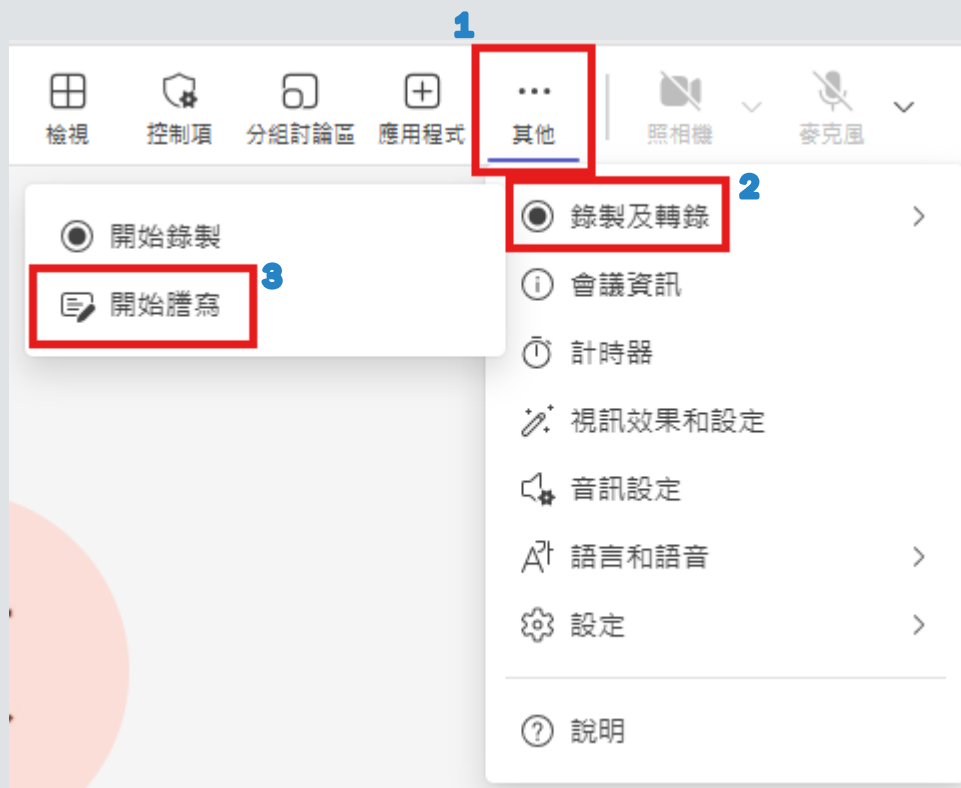 1
檢視 控制項 分組討論區 應用程式 其他 照相機 麥克風
錄製及轉錄 2
開始錄製
會議資訊
開始謄寫 3
計時器
視訊效果和設定
音訊設定
語言和語音
設定
說明